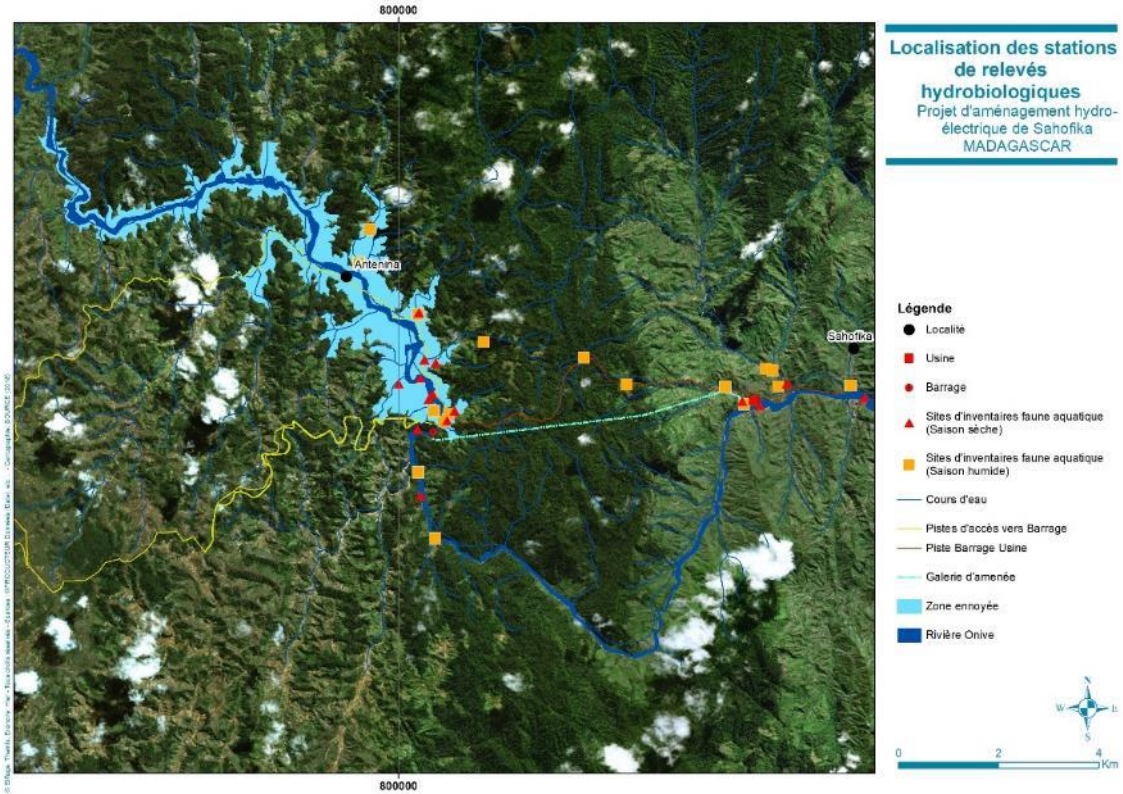 800000
Localisation des stations
de relevés
hydrobiologiques
Projet d'aménagement hydro-
électrique de Sahofika
MADAGASCAR
Antenina
Sahofika
Légende
Localité
Usine
Barrage
Sites d'inventaires faune aquatique
(Saison sèche)
Sites d'inventaires faune aquatique
(Saison humide)
Cours d'eau
Pistes d'accès vers Barrage
Piste Barrage Usine
Galerie d'amenée
Zone ennoyée
Rivière Onive
N
W
E
S
0
2
4
Km
800000